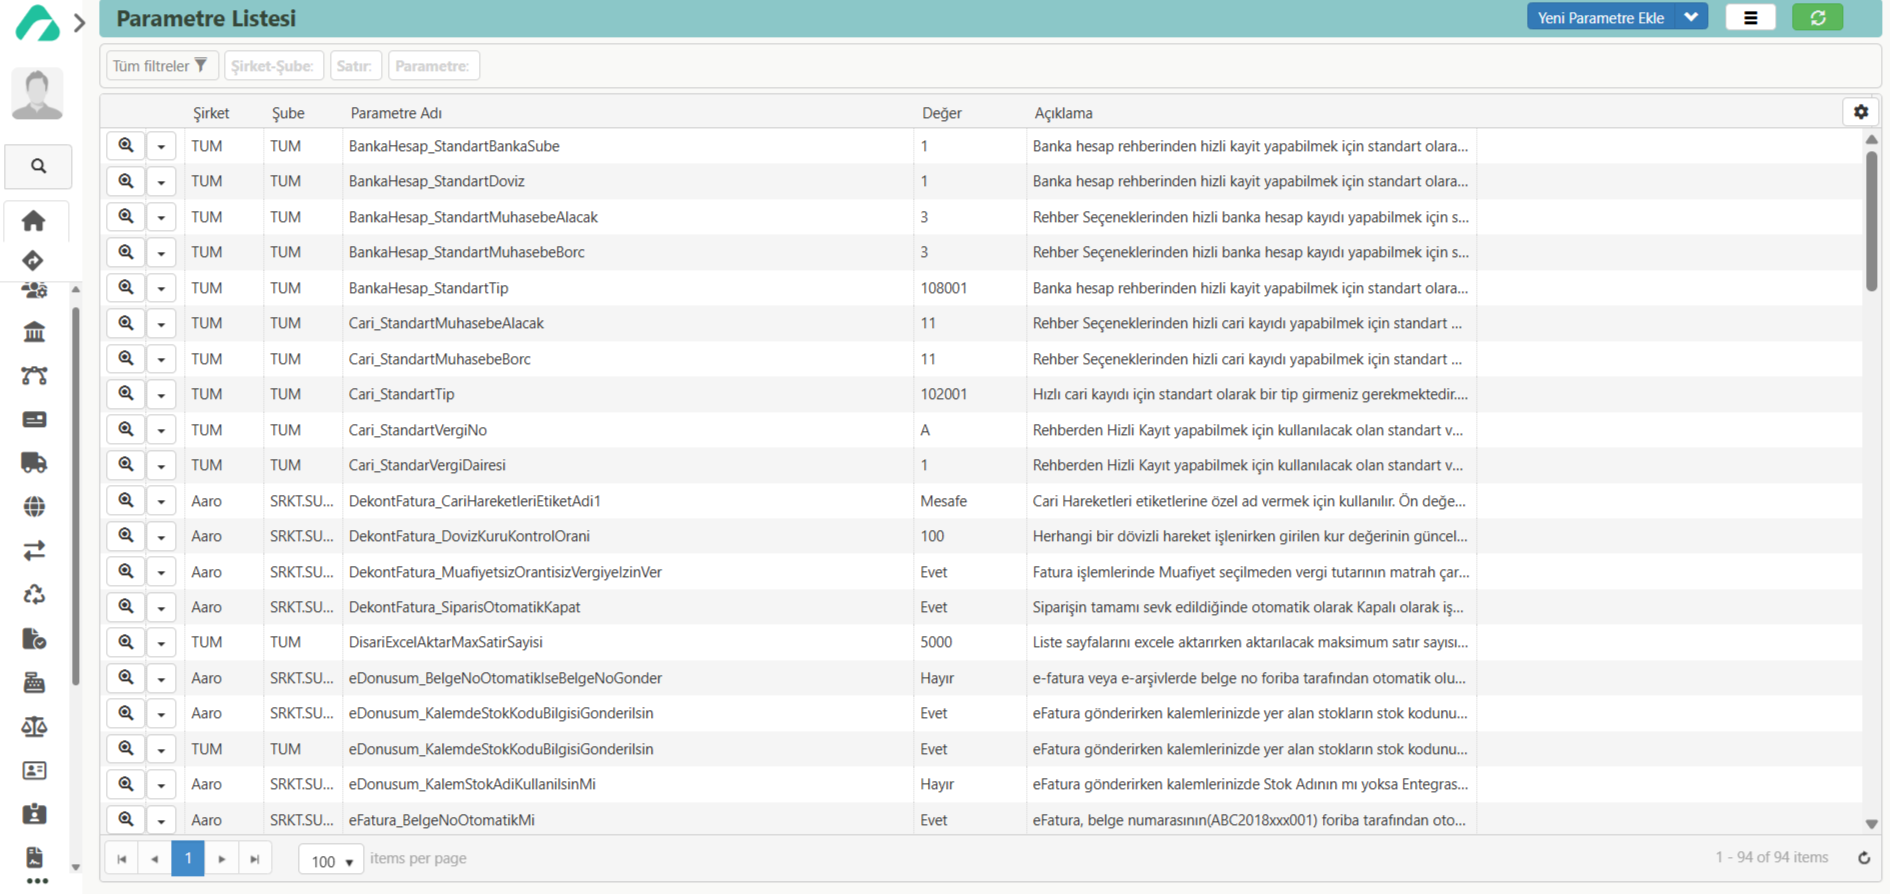 Parametre Listesi
Yeni Parametre Ekle
Tüm filtreler Şirket-Şube: Satır: Parametre:
Şirket Şube Parametre Adı Değer Açıklama
TUM TUM BankaHesap_StandartBankaSube 1 Banka hesap rehberinden hizli kayit yapabilmek için standart olara...
TUM TUM BankaHesap_StandartDoviz 1 Banka hesap rehberinden hizli kayit yapabilmek için standart olara...
TUM TUM BankaHesap_StandartMuhasebeAlacak 3 Rehber Seçeneklerinden hizli banka hesap kayıdı yapabilmek için s...
TUM TUM BankaHesap_StandartMuhasebeBorc 3 Rehber Seçeneklerinden hizli banka hesap kayıdı yapabilmek için s...
TUM TUM BankaHesap_StandartTip 108001 Banka hesap rehberinden hizli kayit yapabilmek için standart olara...
TUM TUM Cari_StandartMuhasebeAlacak 11 Rehber Seçeneklerinden hizli cari kayıdı yapabilmek için standart ...
TUM TUM Cari_StandartMuhasebeBorc 11 Rehber Seçeneklerinden hizli cari kayıdı yapabilmek için standart ...
TUM TUM Cari_StandartTip 102001 Hızlı cari kayıdı için standart olarak bir tip girmeniz gerekmektedir....
TUM TUM Cari_StandartVergiNo A Rehberden Hizli Kayıt yapabilmek için kullanılacak olan standart v...
TUM TUM Cari_StandarVergiDairesi 1 Rehberden Hizli Kayıt yapabilmek için kullanılacak olan standart v...
Aaro SRKT.SU... DekontFatura_CariHareketleriEtiketAdi1 Mesafe Cari Hareketleri etiketlerine özel ad vermek için kullanılır. Ön değe...
Aaro SRKT.SU... DekontFatura_DovizKuruKontrolOrani 100 Herhangi bir dövizli hareket işlenirken girilen kur değerinin güncel...
Aaro SRKT.SU... DekontFatura_MuafiyetsizOrantisizVergiyeIzinVer Evet Fatura işlemlerinde Muafiyet seçilmeden vergi tutarının matrah çar...
Aaro SRKT.SU... DekontFatura_SiparisOtomatikKapat Evet Siparişin tamamı sevk edildiğinde otomatik olarak Kapalı olarak iş...
TUM TUM DisariExcelAktarMaxSatirSayisi 5000 Liste sayfalarını excele aktarırken aktarılacak maksimum satır sayısı...
Aaro SRKT.SU... eDonusum_BelgeNoOtomatikIseBelgeNoGonder Hayır e-fatura veya e-arşivlerde belge no foriba tarafından otomatik olu...
Aaro SRKT.SU... eDonusum_KalemdeStokKoduBilgisiGonderilsin Evet eFatura gönderirken kalemlerinizde yer alan stokların stok kodunu...
TUM TUM eDonusum_KalemdeStokKoduBilgisiGonderilsin Evet eFatura gönderirken kalemlerinizde yer alan stokların stok kodunu...
Aaro SRKT.SU... eDonusum_KalemStokAdiKullanilsinMi Hayır eFatura gönderirken kalemlerinizde Stok Adının mı yoksa Entegras...
Aaro SRKT.SU... eFatura_BelgeNoOtomatikMi Evet eFatura, belge numarasının(ABC2018xxx001) foriba tarafından oto...
1 100 items per page 1 - 94 of 94 items